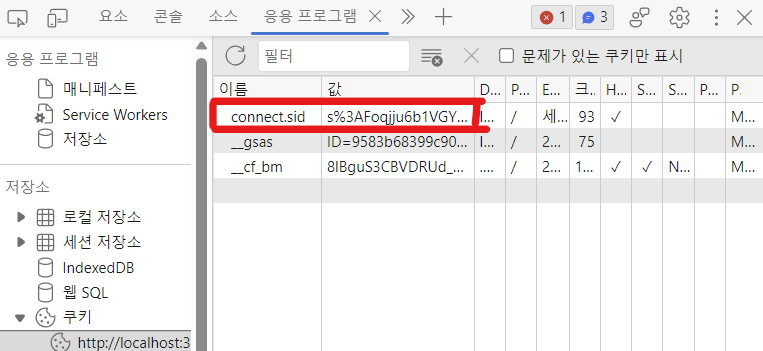 요소 콘솔 소스 응용 프로그램 1 3
응용 프로그램
매니페스트
Service Workers
저장소
저장소
로컬 저장소
세션 저장소
IndexedDB
웹 SQL
쿠키
http://localhost:3
필터 문제가 있는 쿠키만 표시
이름 값 D... P... E... 크... H... S... S... P... P.
connect.sid s%3AFoqjju6b1VGY... l... / 세... 93 ✓ M...
__gsas ID=9583b68399c90... l... / 2... 75 M...
__cf_bm 8IBguS3CBVDRUd_... .... / 2... 1... ✓ ✓ N... M...